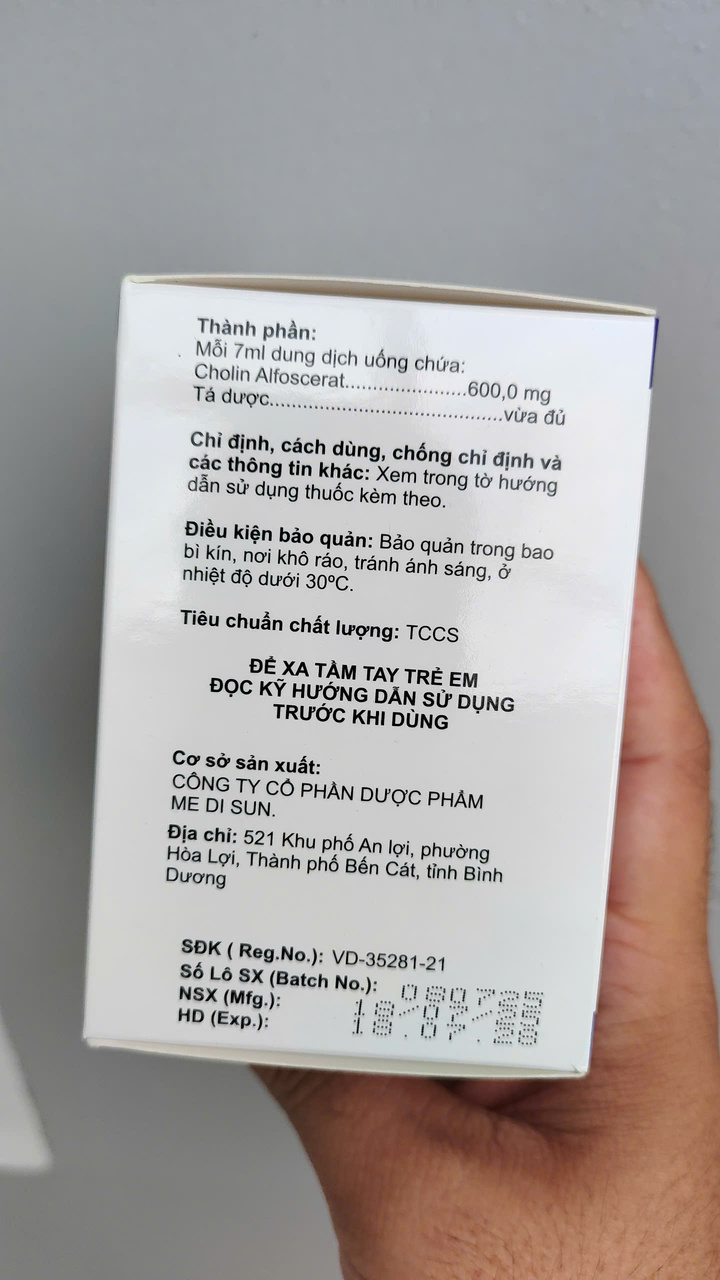 Thành phần:
Mỗi 7ml dung dịch uống chứa:
Cholin Alfoscerat......................600,0 mg
Tá dược..........................................vừa đủ
Chỉ định, cách dùng, chống chỉ định và
các thông tin khác: Xem trong tờ hướng
dẫn sử dụng thuốc kèm theo.
Điều kiện bảo quản: Bảo quản trong bao
bì kín, nơi khô ráo, tránh ánh sáng, ở
nhiệt độ dưới 30ºC.
Tiêu chuẩn chất lượng: TCCS
ĐỂ XA TẦM TAY TRẺ EM
ĐỌC KỸ HƯỚNG DẪN SỬ DỤNG
TRƯỚC KHI DÙNG
Cơ sở sản xuất:
CÔNG TY CỔ PHẦN DƯỢC PHẨM
ME DI SUN.
Địa chỉ: 521 Khu phố An lợi, phường
Hòa Lợi, Thành phố Bến Cát, tỉnh Bình
Dương
SĐK ( Reg.No.): VD-35281-21
Số Lô SX (Batch No.): 080725
NSX (Mfg.): 18/07/25
HD (Exp.): 18.07.28